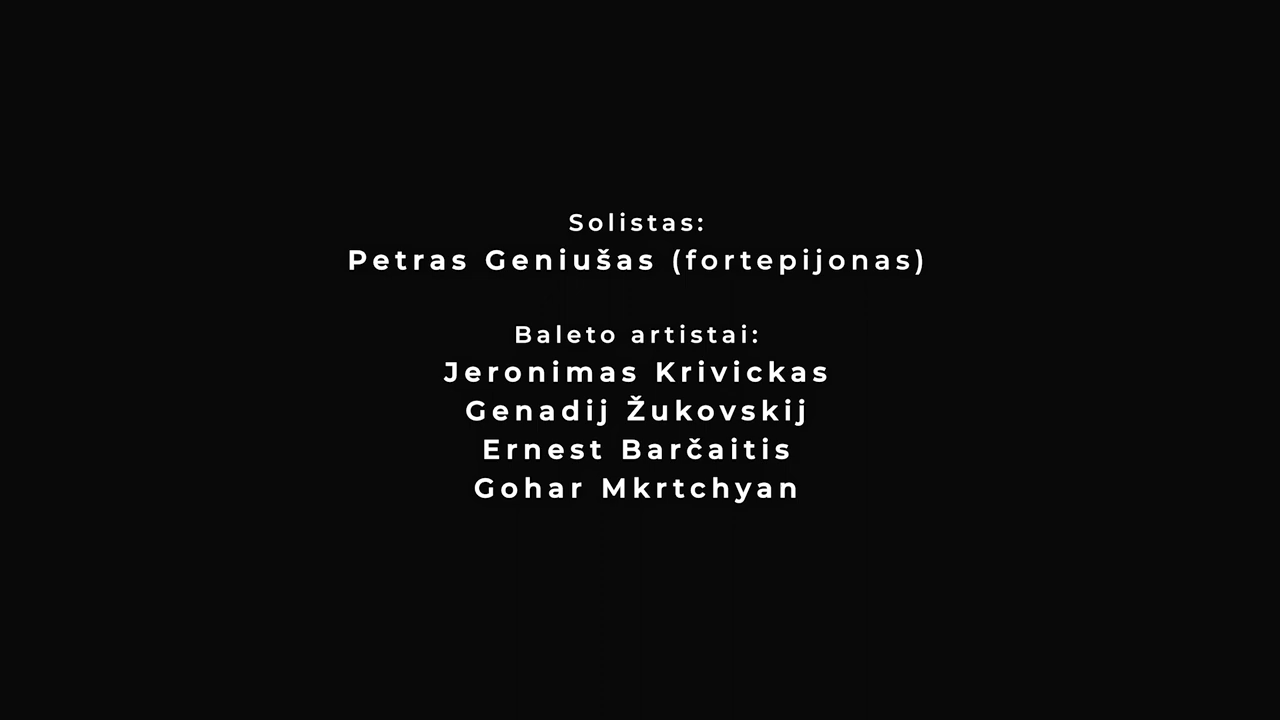 Solistas:
Petras Geniušas (fortepijonas)
Baleto artistai:
Jeronimas Krivickas
Genadij Žukovskij
Ernest Barčaitis
Gohar Mkrtchyan